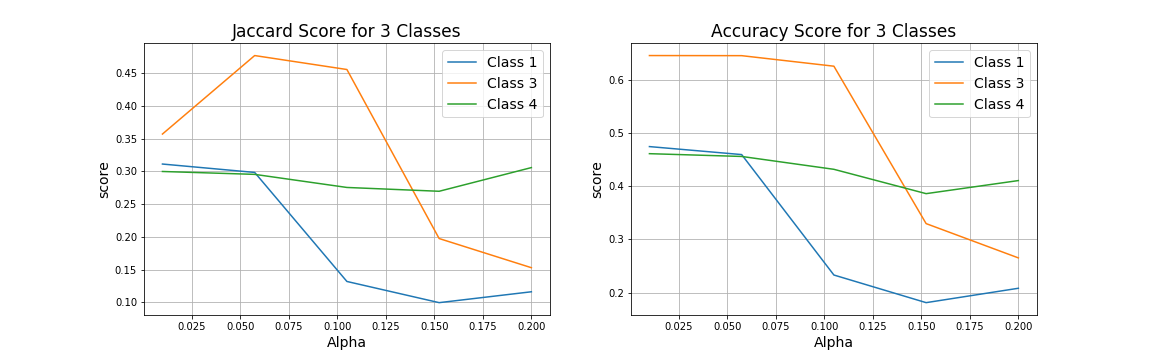 Jaccard Score for 3 Classes
score
0.45
0.40
0.35
0.30
0.25
0.20
0.15
0.10
Class 1
Class 3
Class 4
0.025 0.050 0.075 0.100 0.125 0.150 0.175 0.200
Alpha
Accuracy Score for 3 Classes
score
0.6
0.5
0.4
0.3
0.2
Class 1
Class 3
Class 4
0.025 0.050 0.075 0.100 0.125 0.150 0.175 0.200
Alpha